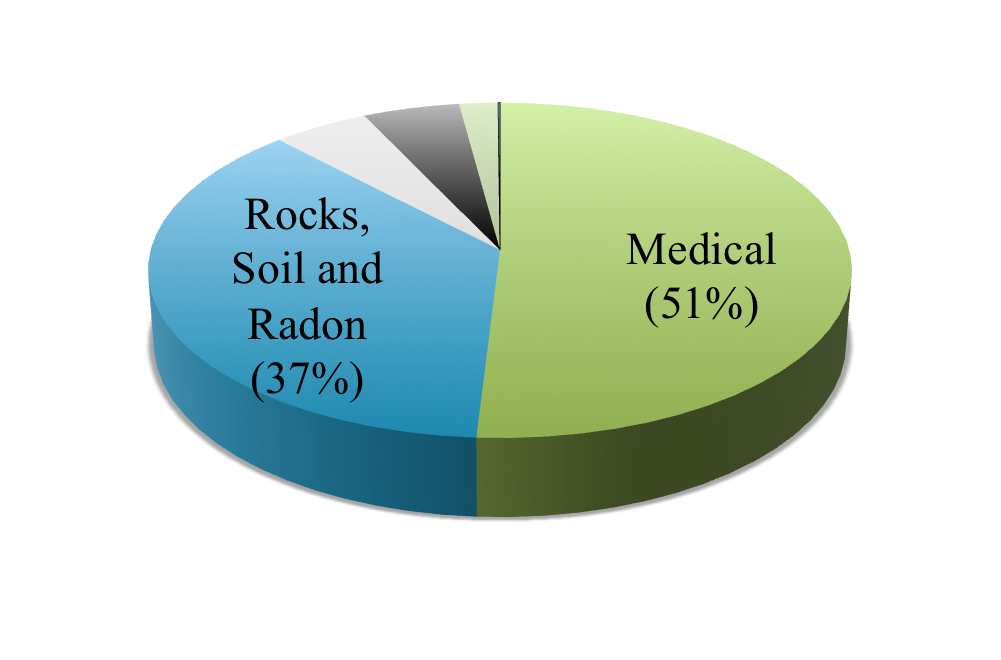 Rocks,
Soil and
Radon
(37%)
Medical
(51%)